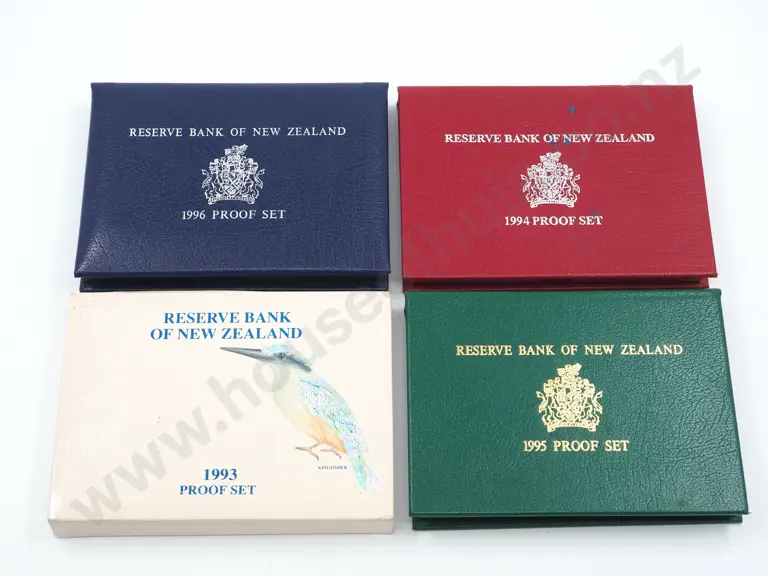 RESERVE BANK OF NEW ZEALAND
1996 PROOF SET
RESERVE BANK OF NEW ZEALAND
1994 PROOF SET
RESERVE BANK
OF NEW ZEALAND
KINGFISHER
1993
PROOF SET
RESERVE BANK OF NEW ZEALAND
1995 PROOF SET